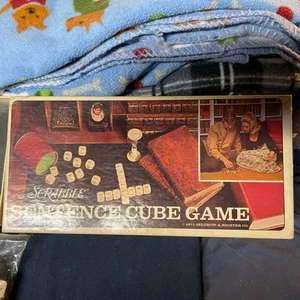 SCRABBLE
SENTENCE CUBE GAME
© 1971 SELCHOW & RIGHTER CO.